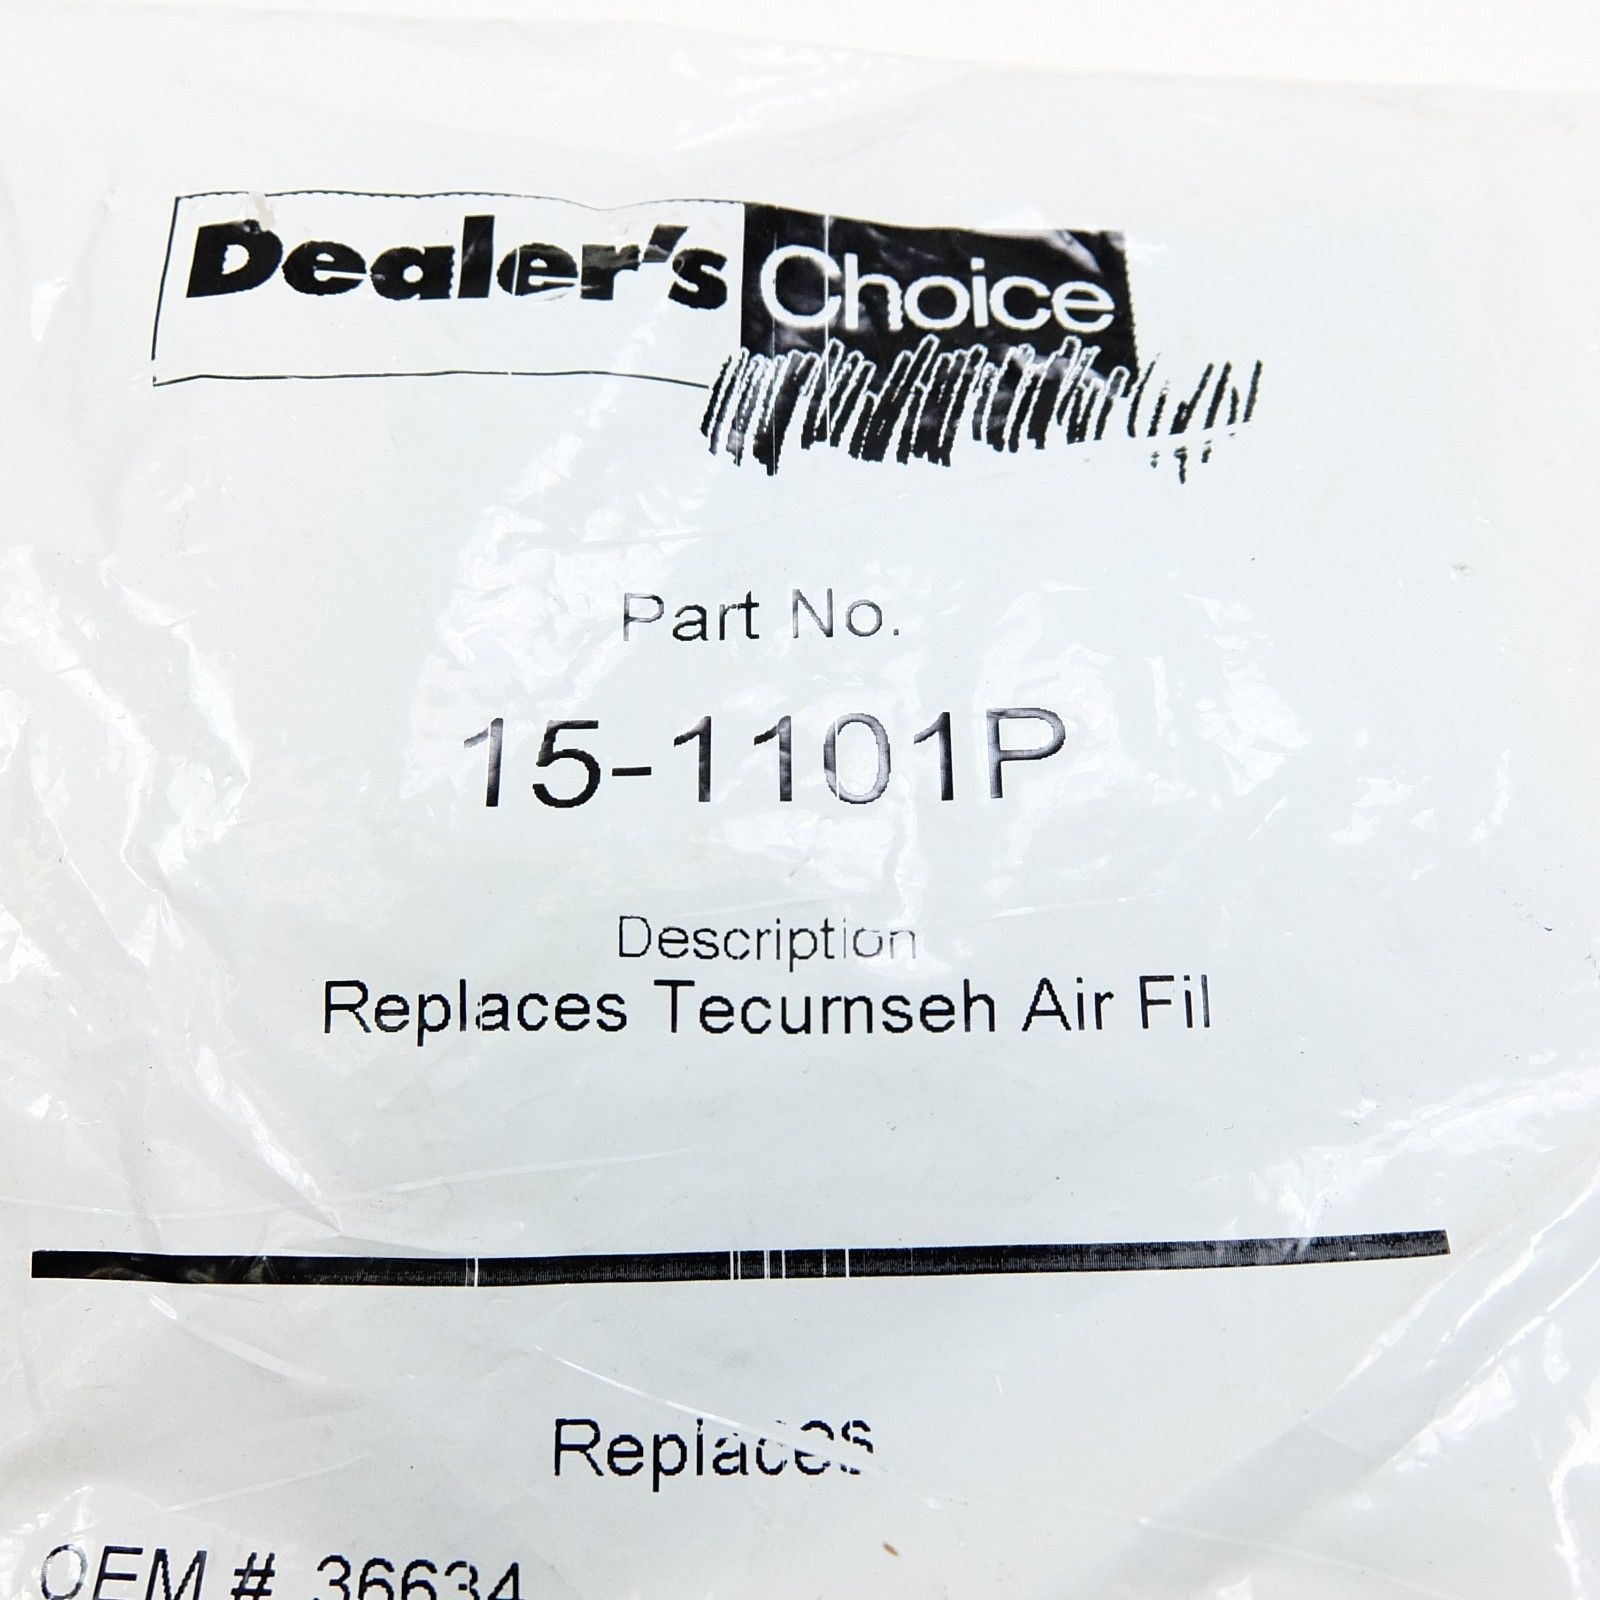 Dealer's Choice
Part No.
15-1101P
Description
Replaces Tecumseh Air Fil
Replaces
OEM # 36634